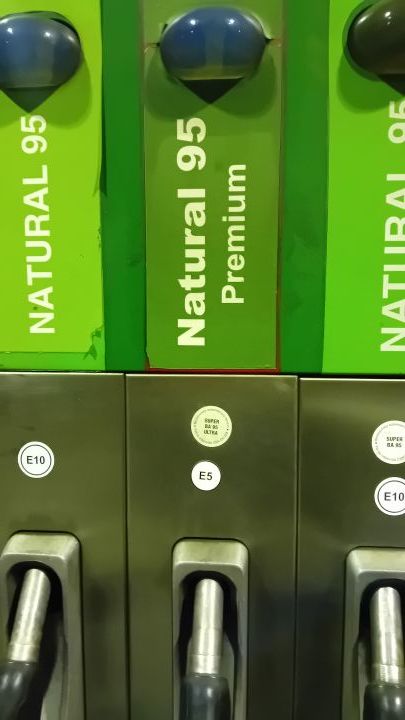 NATURAL 95
Natural 95
Premium
NATURAL 95
E10
SUPER
BA 95
ULTRA
E5
SUPER
BA 95
E10